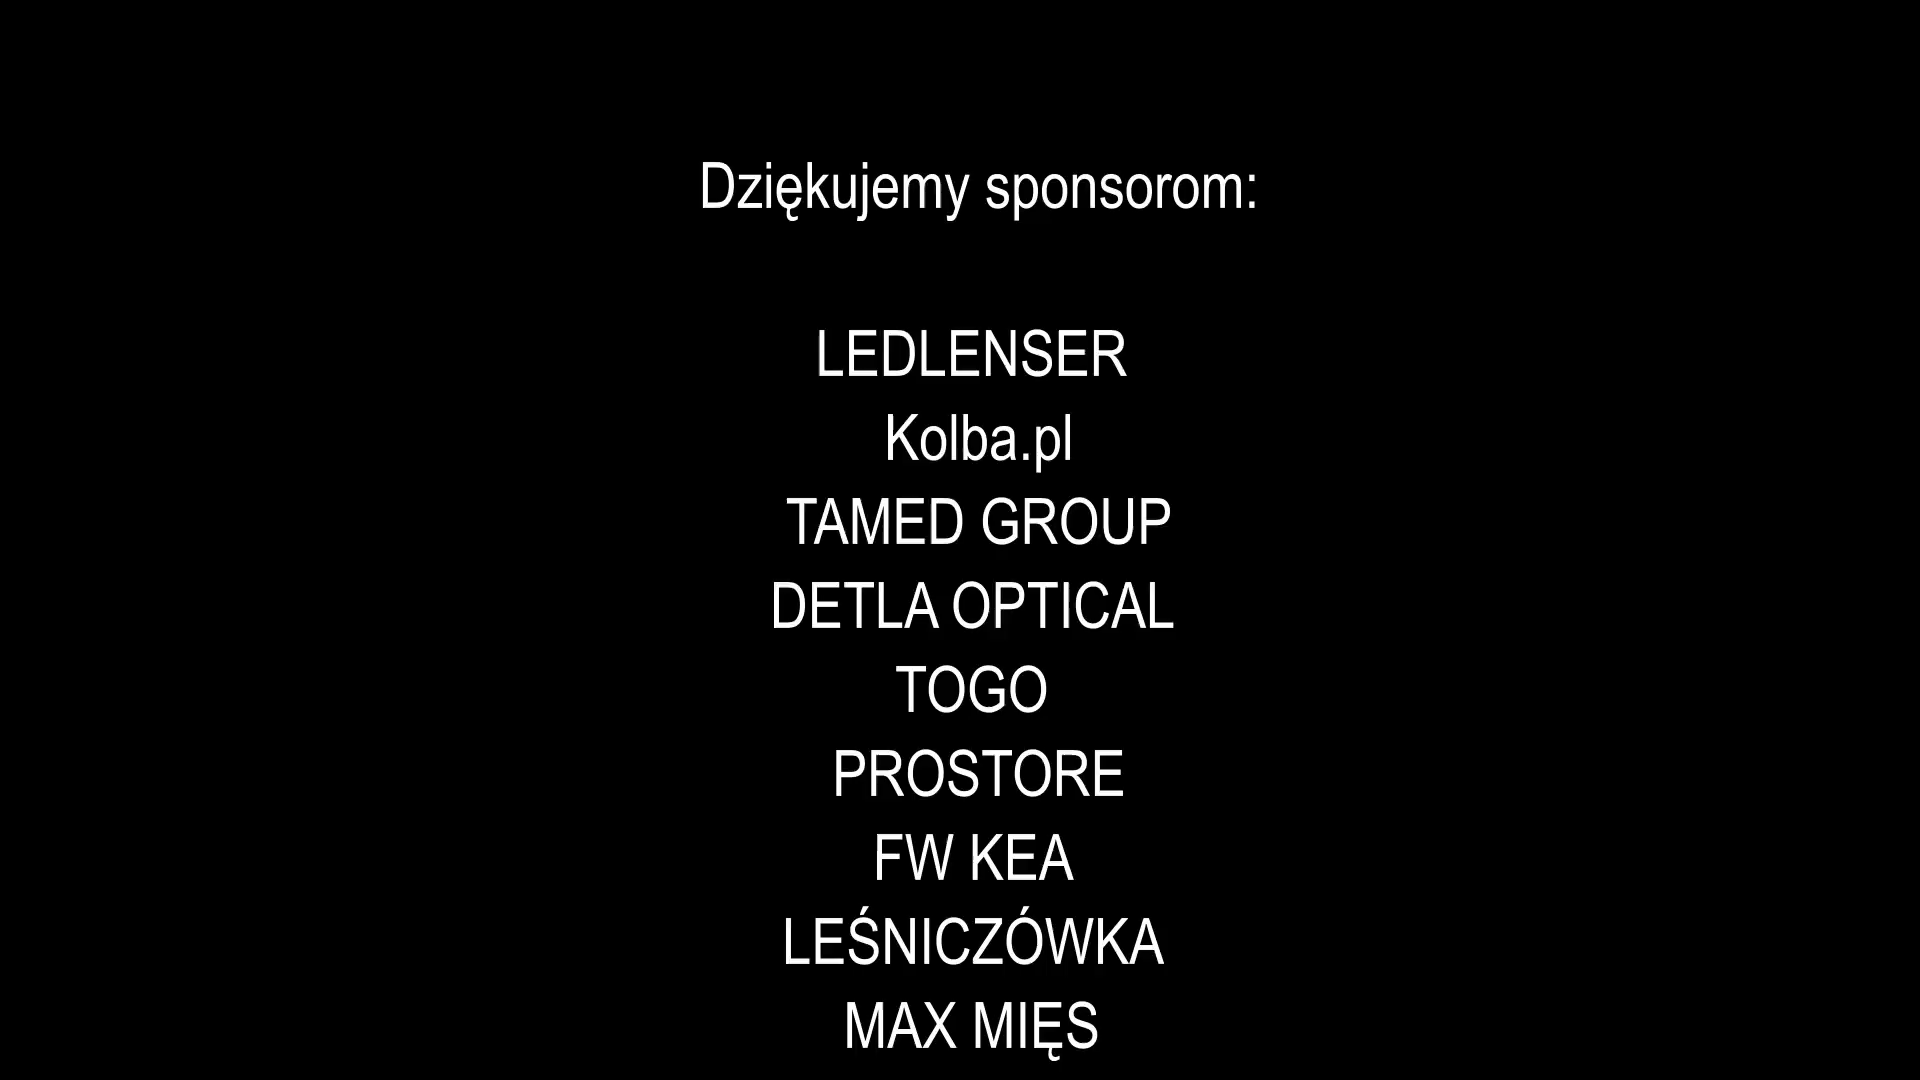 Dziękujemy sponsorom:
LEDLENSER
Kolba.pl
TAMED GROUP
DETLA OPTICAL
TOGO
PROSTORE
FW KEA
LEŚNICZÓWKA
MAX MIĘS